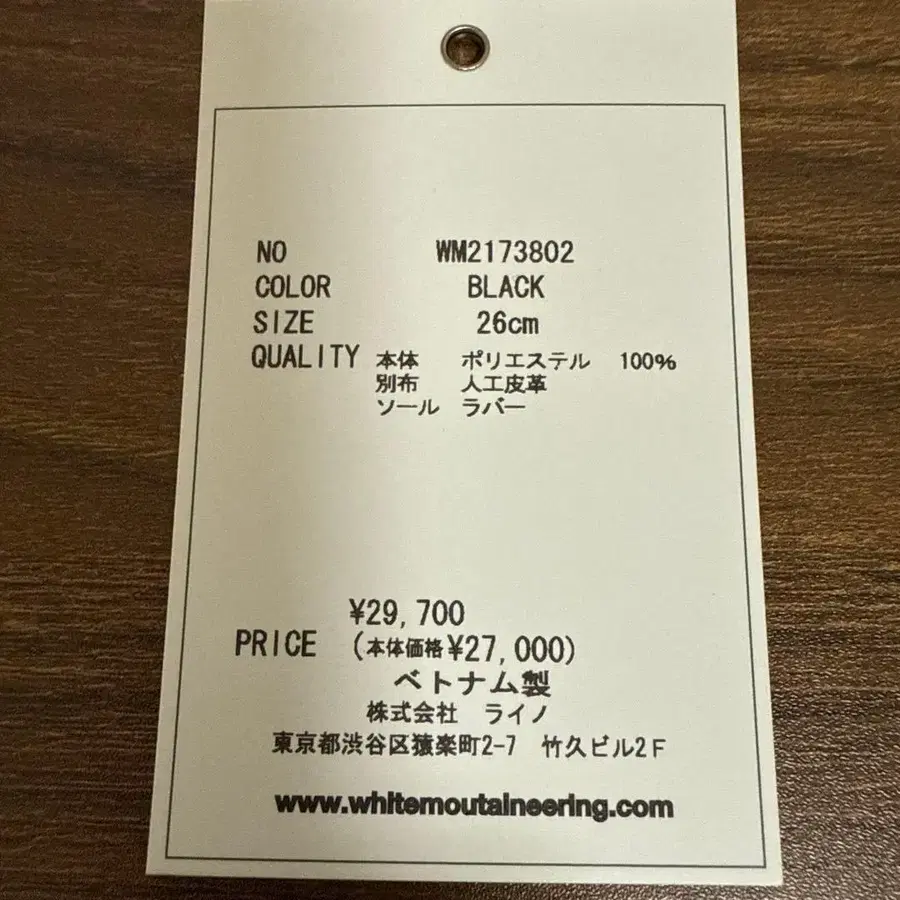 NO WM2173802
COLOR BLACK
SIZE 26cm
QUALITY 本体 ポリエステル 100%
別布 人工皮革
ソール ラバー
¥29,700
PRICE (本体価格¥27,000)
ベトナム製
株式会社 ライノ
東京都渋谷区猿楽町2-7 竹久ビル2F
www.whitemoutaineering.com